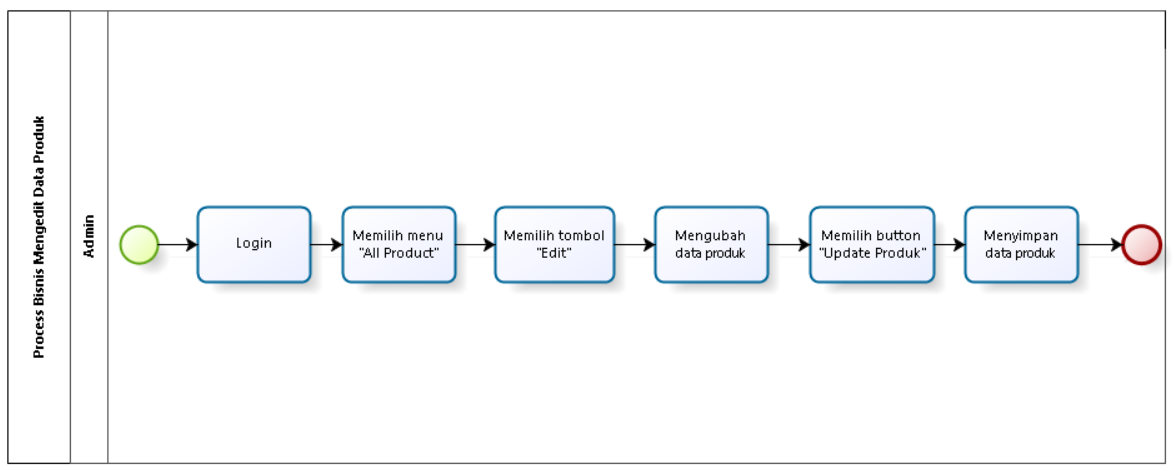 Process Bisnis Mengedit Data Produk
Admin
Login
Memilih menu
"All Product"
Memilih tombol
"Edit"
Mengubah
data produk
Memilih button
"Update Produk"
Menyimpan
data produk